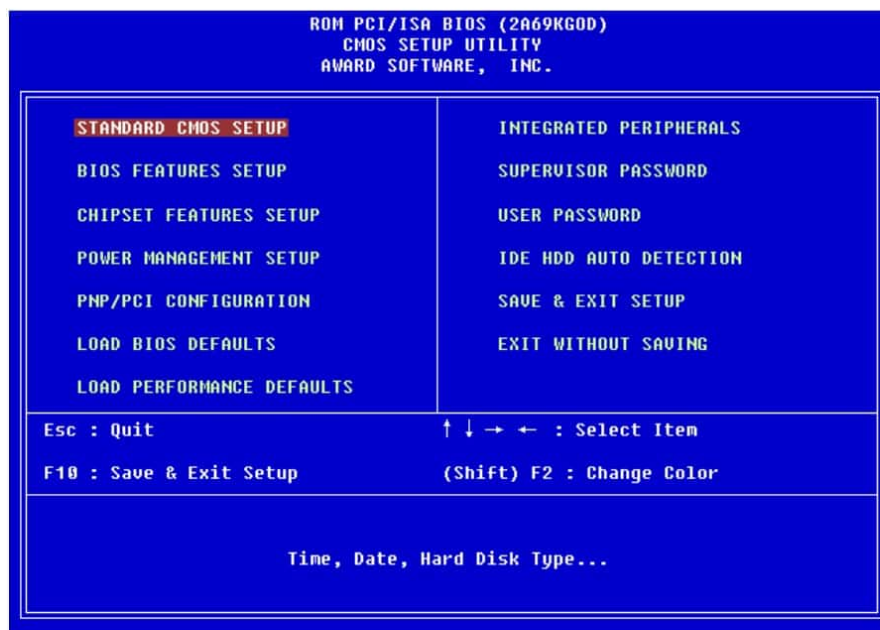 ROM PCI/ISA BIOS (2A69KGOD)
CMOS SETUP UTILITY
AWARD SOFTWARE, INC.
STANDARD CMOS SETUP
BIOS FEATURES SETUP
CHIPSET FEATURES SETUP
POWER MANAGEMENT SETUP
PNP/PCI CONFIGURATION
LOAD BIOS DEFAULTS
LOAD PERFORMANCE DEFAULTS
INTEGRATED PERIPHERALS
SUPERVISOR PASSWORD
USER PASSWORD
IDE HDD AUTO DETECTION
SAVE & EXIT SETUP
EXIT WITHOUT SAVING
Esc : Quit
↑ ↓ → ← : Select Item
F10 : Save & Exit Setup
(Shift) F2 : Change Color
Time, Date, Hard Disk Type...